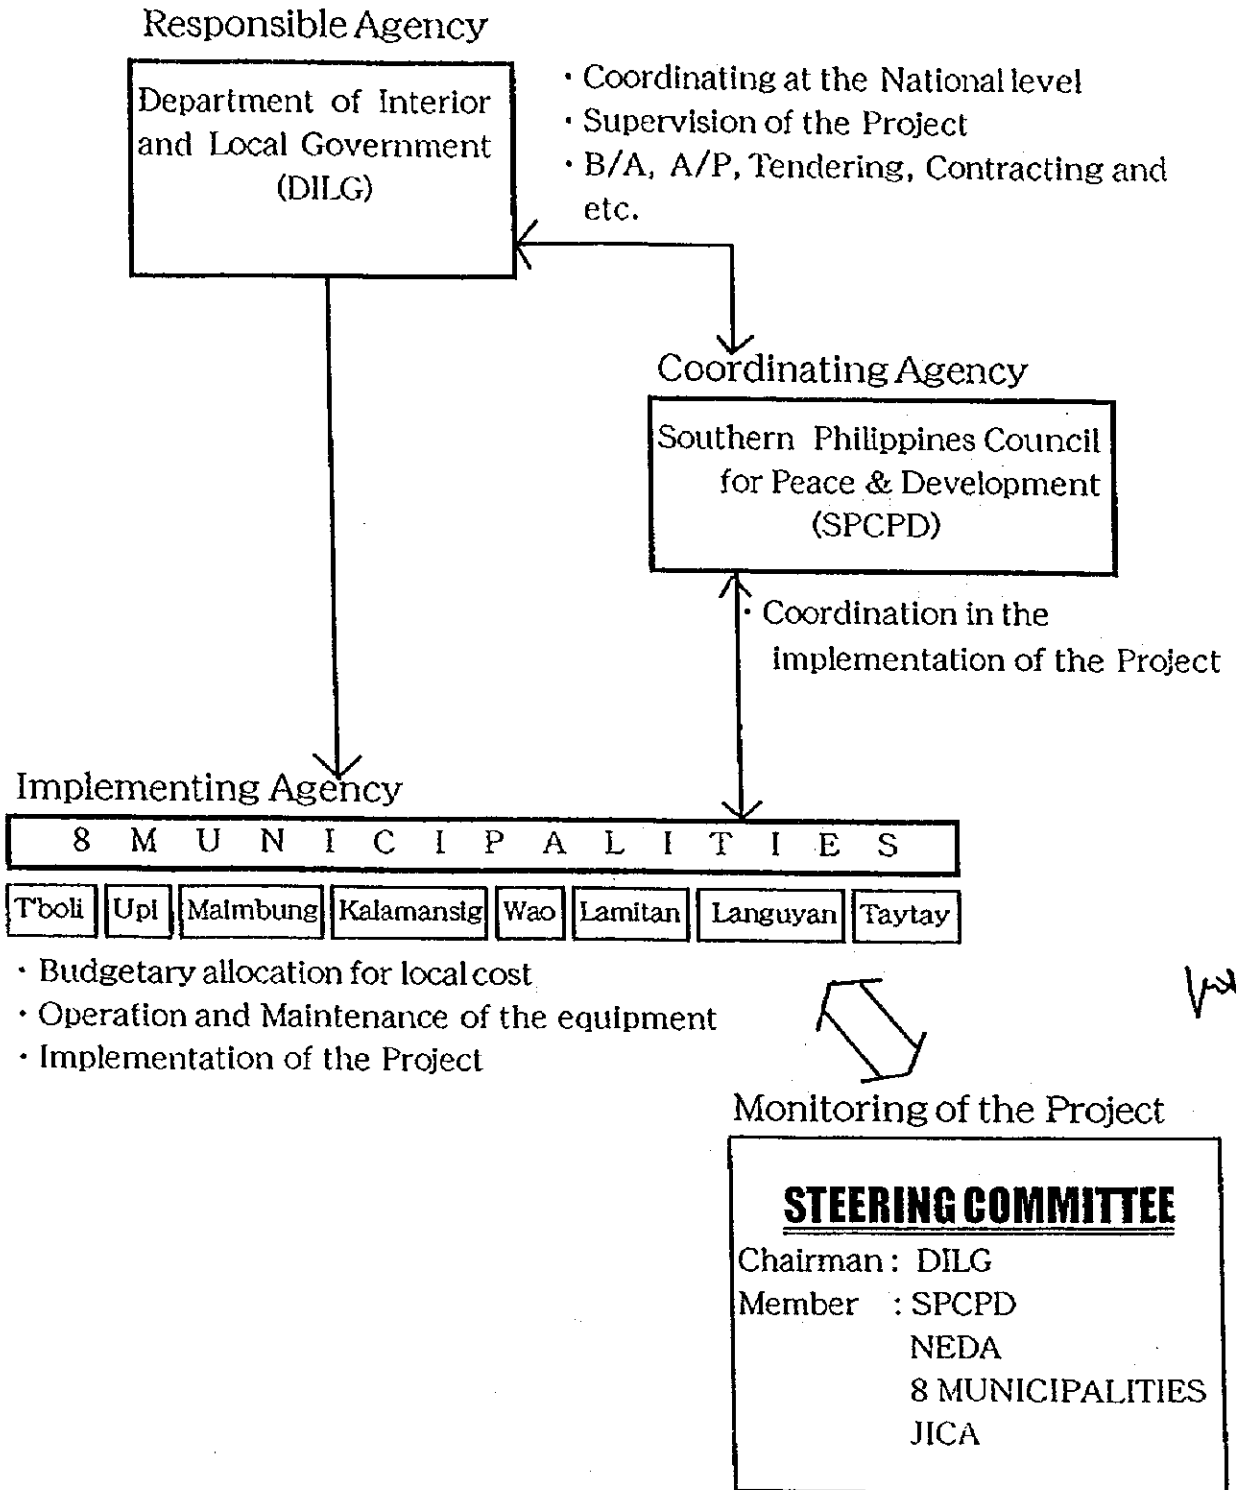 Responsible Agency
Department of Interior
and Local Government
(DILG)
· Coordinating at the National level
· Supervision of the Project
· B/A, A/P, Tendering, Contracting and
etc.
Coordinating Agency
Southern Philippines Council
for Peace & Development
(SPCPD)
· Coordination in the
implementation of the Project
Implementing Agency
8 M U N I C I P A L I T I E S
T'boli Upi Maimbung Kalamansig Wao Lamitan Languyan Taytay
· Budgetary allocation for local cost
· Operation and Maintenance of the equipment
· Implementation of the Project
Monitoring of the Project
STEERING COMMITTEE
Chairman : DILG
Member : SPCPD
NEDA
8 MUNICIPALITIES
JICA